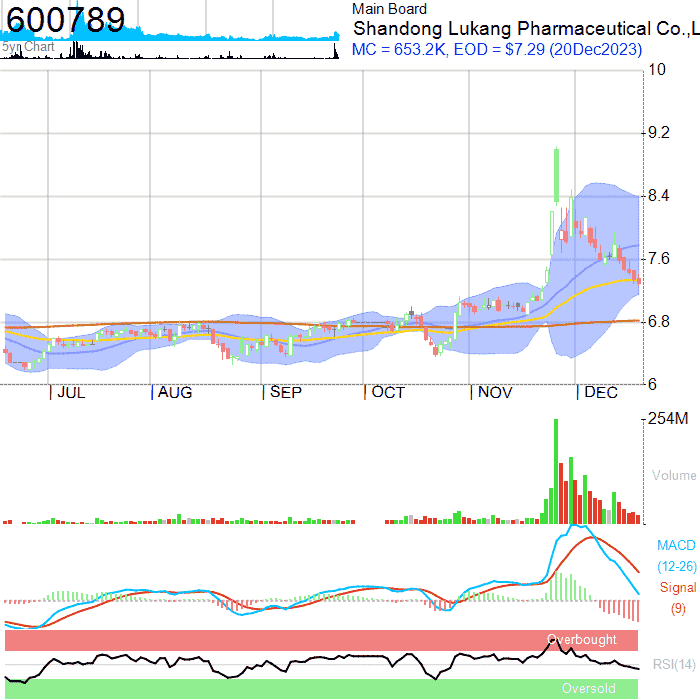 600789
Main Board
Shandong Lukang Pharmaceutical Co.,L
5yr Chart
MC = 653.2K, EOD = $7.29 (20Dec2023)
10
9.2
8.4
7.6
6.8
6
JUL
AUG
SEP
OCT
NOV
DEC
254M
Volume
MACD
(12-26)
Signal
(9)
Overbought
RSI(14)
Oversold